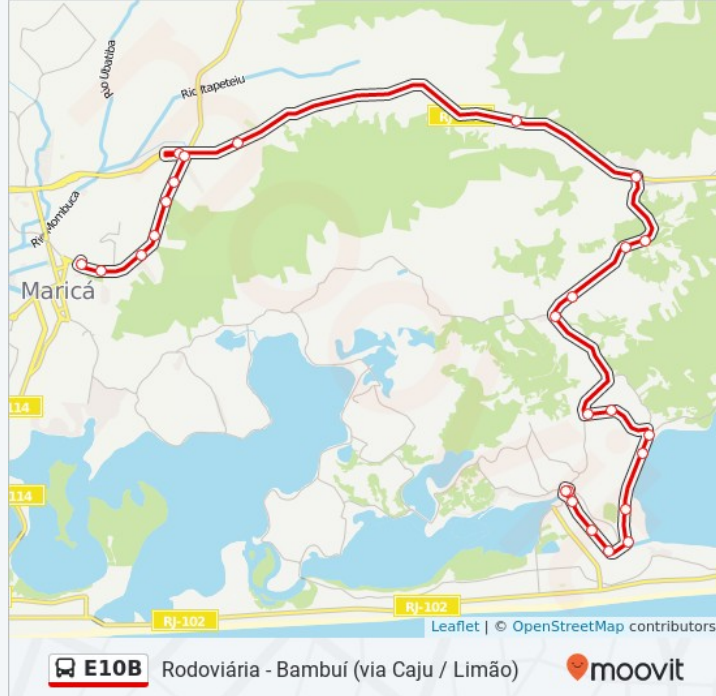 Rio Ubatiba
Rio Itapeteiu
RJ-
Rio Mombuca
Maricá
114
114
RJ-102
RJ-102
Leaflet | © OpenStreetMap contributors
E10B Rodoviária - Bambuí (via Caju / Limão) moovit